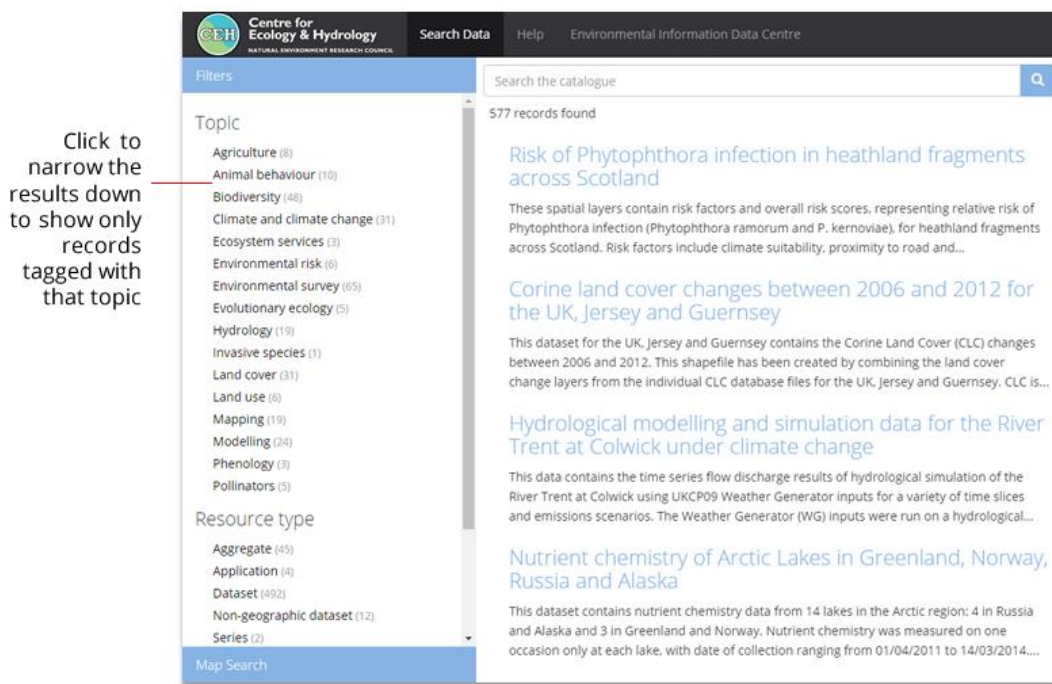 CEH
Centre for
Ecology & Hydrology
NATURAL ENVIRONMENT RESEARCH COUNCIL
Search Data
Help
Environmental Information Data Centre
Click to
narrow the
results down
to show only
records
tagged with
that topic
Filters
Topic
Agriculture (8)
Animal behaviour (10)
Biodiversity (48)
Climate and climate change (31)
Ecosystem services (3)
Environmental risk (6)
Environmental survey (65)
Evolutionary ecology (5)
Hydrology (19)
Invasive species (1)
Land cover (31)
Land use (6)
Mapping (19)
Modelling (24)
Phenology (3)
Pollinators (5)
Resource type
Aggregate (45)
Application (4)
Dataset (492)
Non-geographic dataset (12)
Series (2)
Map Search
Search the catalogue
577 records found
Risk of Phytophthora infection in heathland fragments
across Scotland
These spatial layers contain risk factors and overall risk scores, representing relative risk of
Phytophthora infection (Phytophthora ramorum and P. kernoviae), for heathland fragments
across Scotland. Risk factors include climate suitability, proximity to road and...
Corine land cover changes between 2006 and 2012 for
the UK, Jersey and Guernsey
This dataset for the UK, Jersey and Guernsey contains the Corine Land Cover (CLC) changes
between 2006 and 2012. This shapefile has been created by combining the land cover
change layers from the individual CLC database files for the UK, Jersey and Guernsey. CLC is...
Hydrological modelling and simulation data for the River
Trent at Colwick under climate change
This data contains the time series flow discharge results of hydrological simulation of the
River Trent at Colwick using UKCP09 Weather Generator inputs for a variety of time slices
and emissions scenarios. The Weather Generator (WG) inputs were run on a hydrological...
Nutrient chemistry of Arctic Lakes in Greenland, Norway,
Russia and Alaska
This dataset contains nutrient chemistry data from 14 lakes in the Arctic region: 4 in Russia
and Alaska and 3 in Greenland and Norway. Nutrient chemistry was measured on one
occasion only at each lake, with date of collection ranging from 01/04/2011 to 14/03/2014....